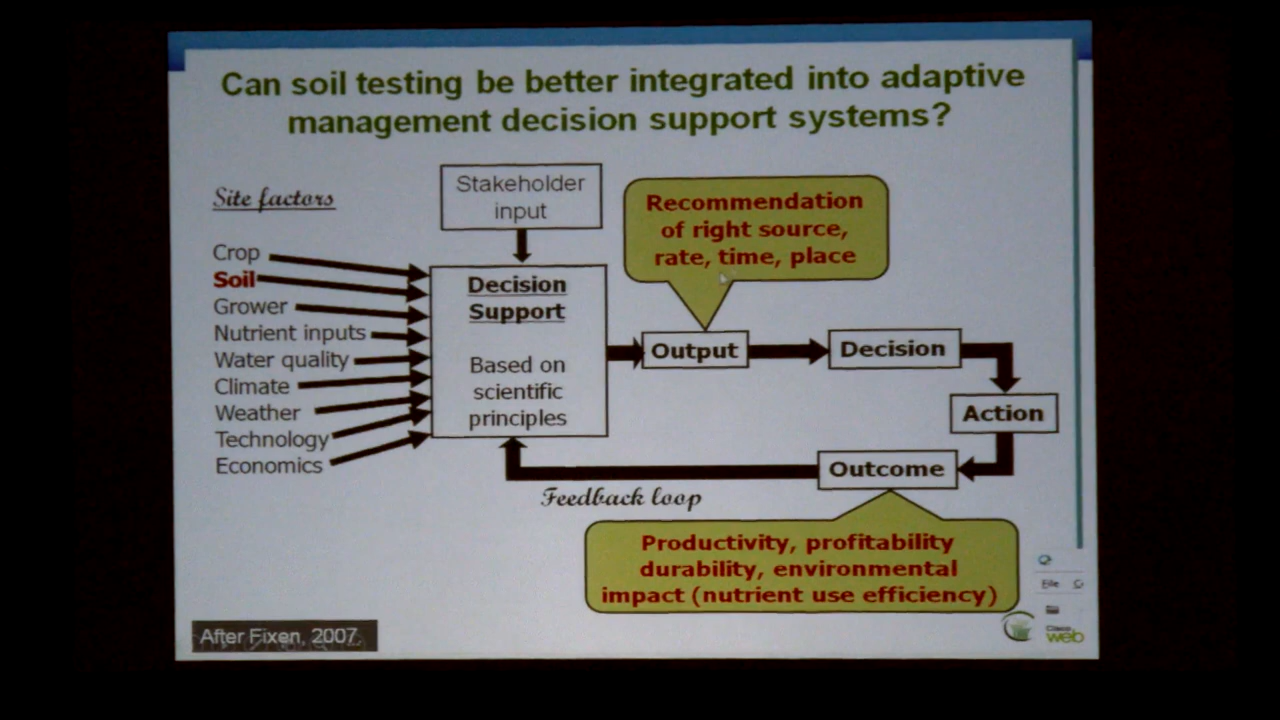 Can soil testing be better integrated into adaptive
management decision support systems?
Site factors
Crop
Soil
Grower
Nutrient inputs
Water quality
Climate
Weather
Technology
Economics
Stakeholder
input
Decision
Support
Based on
scientific
principles
Recommendation
of right source,
rate, time, place
Output
Decision
Action
Outcome
Feedback loop
Productivity, profitability
durability, environmental
impact (nutrient use efficiency)
After Fixen, 2007
File
Cisco
web